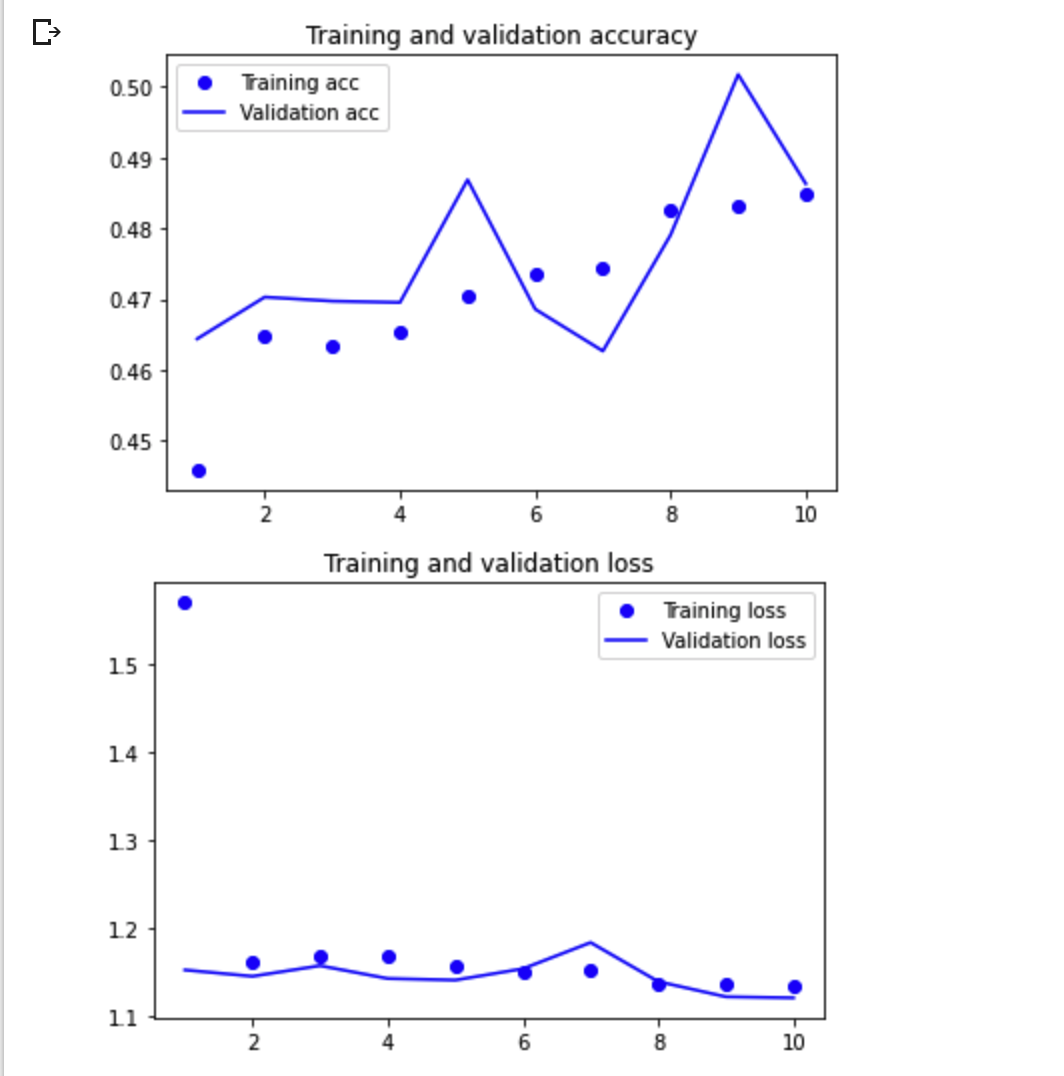 Training and validation accuracy
Training acc
Validation acc
0.50
0.49
0.48
0.47
0.46
0.45
2 4 6 8 10
Training and validation loss
Training loss
Validation loss
1.5
1.4
1.3
1.2
1.1
2 4 6 8 10